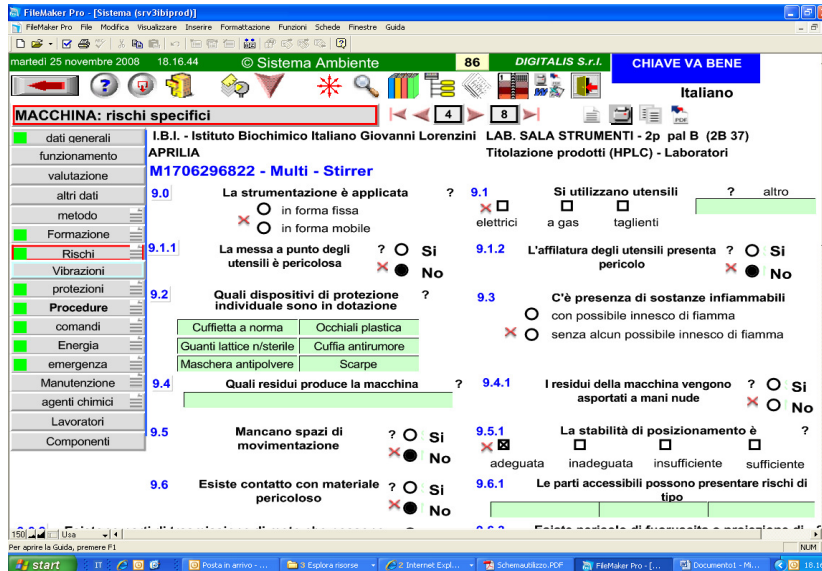 FileMaker Pro - [Sistema (srv3ibiprod)]
FileMaker Pro File Modifica Visualizzare Inserire Formattazione Funzioni Schede Finestre Guida
martedì 25 novembre 2008 18.16.44 © Sistema Ambiente 86 DIGITALIS S.r.l. CHIAVE VA BENE
Italiano
MACCHINA: rischi specifici 4 8
PDF
dati generali
funzionamento
valutazione
altri dati
metodo
Formazione
Rischi
Vibrazioni
protezioni
Procedure
comandi
Energia
emergenza
Manutenzione
agenti chimici
Lavoratori
Componenti
I.B.I. - Istituto Biochimico Italiano Giovanni Lorenzini LAB. SALA STRUMENTI - 2p pal B (2B 37)
APRILIA Titolazione prodotti (HPLC) - Laboratori
M1706296822 - Multi - Stirrer
9.0 La strumentazione è applicata ?
in forma fissa
in forma mobile
9.1 Si utilizzano utensili ? altro
elettrici a gas taglienti
9.1.1 La messa a punto degli utensili è pericolosa ? Si
No
9.1.2 L'affilatura degli utensili presenta pericolo ? Si
No
9.2 Quali dispositivi di protezione ?
individuale sono in dotazione
Cuffietta a norma Occhiali plastica
Guanti lattice n/sterile Cuffia antirumore
Maschera antipolvere Scarpe
9.3 C'è presenza di sostanze infiammabili
con possibile innesco di fiamma
senza alcun possibile innesco di fiamma
9.4 Quali residui produce la macchina ?
9.4.1 I residui della macchina vengono asportati a mani nude ? Si
No
9.5 Mancano spazi di movimentazione ? Si
No
9.5.1 La stabilità di posizionamento è ?
adeguata inadeguata insufficiente sufficiente
9.6 Esiste contatto con materiale pericoloso ? Si
No
9.6.1 Le parti accessibili possono presentare rischi di
tipo
150 Usa
Per aprire la Guida, premere F1 NUM
start IT Posta in arrivo - ... 3 Esplora risorse 2 Internet Expl... Schemautilizzo.PDF FileMaker Pro - [... Documento1 - Mi... 18.16